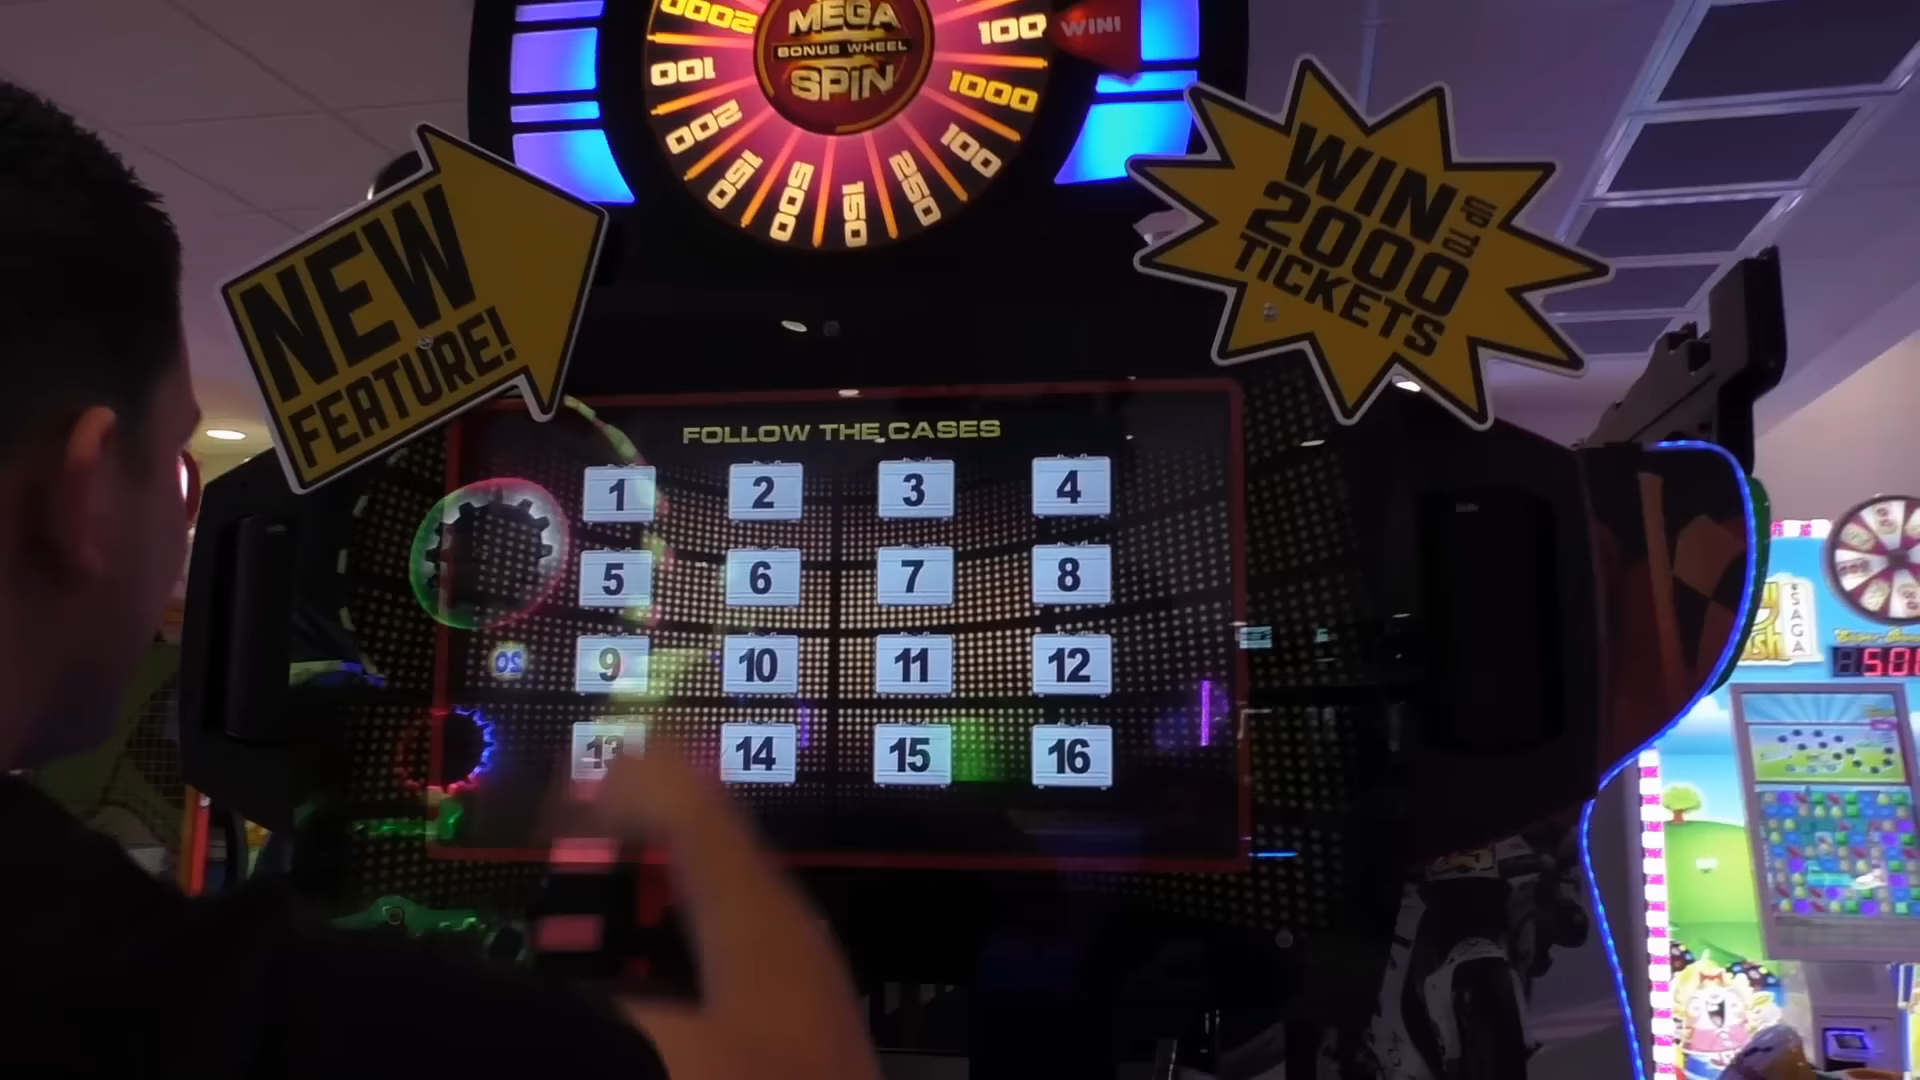 MEGA
BONUS WHEEL
SPIN
2000
100
200
150
500
150
250
100
1000
100
WIN!
NEW
FEATURE!
WIN
UP TO
2000
TICKETS
FOLLOW THE CASES
1 2 3 4
5 6 7 8
9 10 11 12
13 14 15 16
20
SAGA